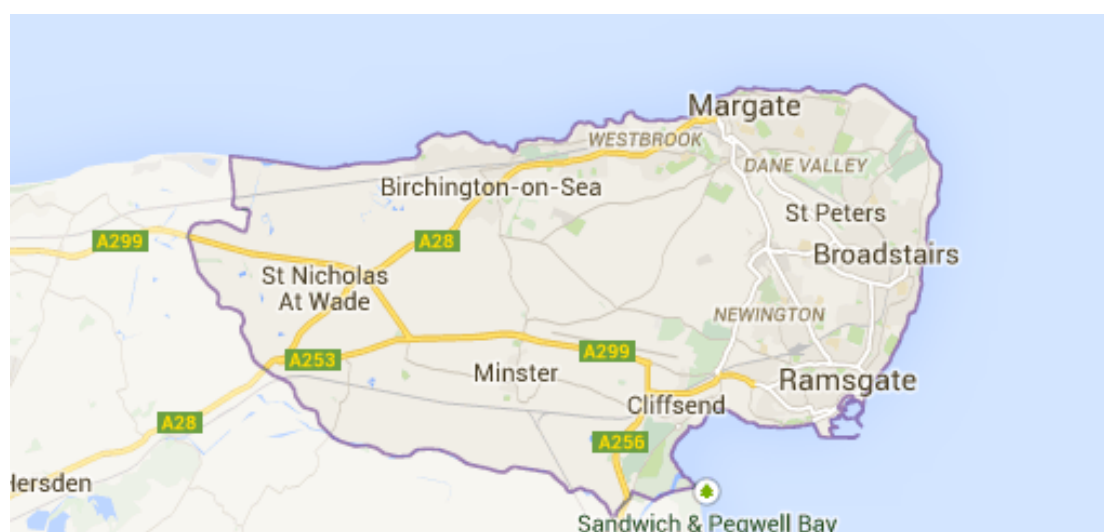 Margate
WESTBROOK
DANE VALLEY
Birchington-on-Sea
St Peters
A299
A28
Broadstairs
St Nicholas
At Wade
NEWINGTON
A253
A299
Minster
Ramsgate
Cliffsend
A28
A256
Hersden
Sandwich & Pegwell Bay